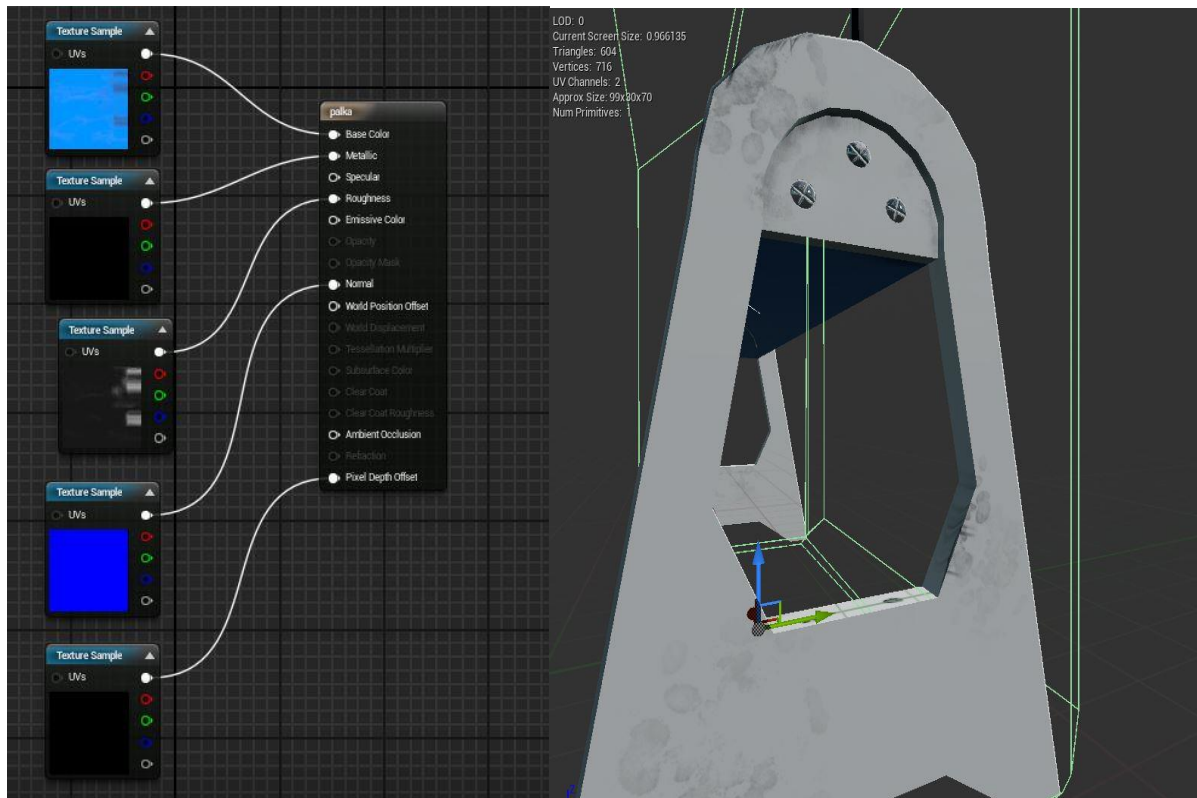 Texture Sample
UVs
Texture Sample
UVs
Texture Sample
UVs
Texture Sample
UVs
Texture Sample
UVs
palka
Base Color
Metallic
Specular
Roughness
Emissive Color
Opacity
Opacity Mask
Normal
World Position Offset
World Displacement
Tessellation Multiplier
Subsurface Color
Clear Coat
Clear Coat Roughness
Ambient Occlusion
Refraction
Pixel Depth Offset
LOD: 0
Current Screen Size: 0.966135
Triangles: 604
Vertices: 716
UV Channels: 2
Approx Size: 99x30x70
Num Primitives: 1